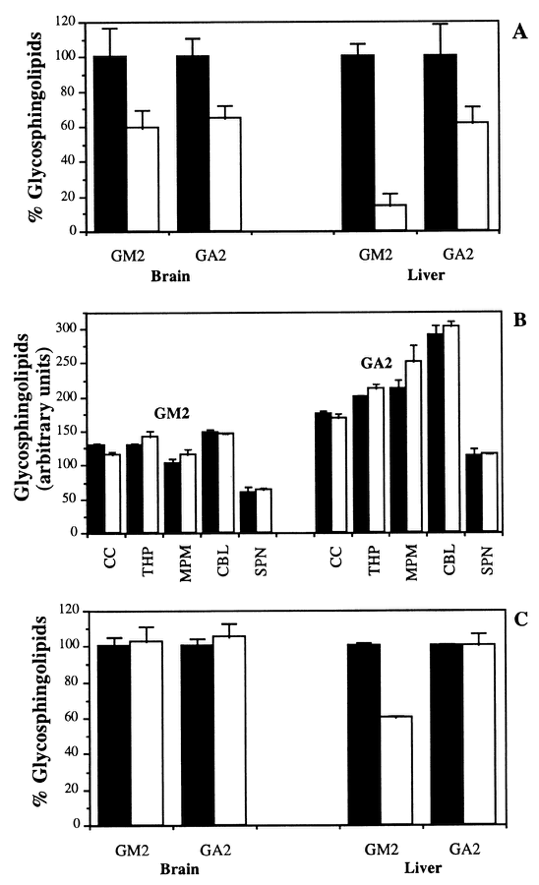 A
% Glycosphingolipids
120
100
80
60
40
20
0
GM2 GA2 GM2 GA2
Brain Liver
B
Glycosphingolipids
(arbitrary units)
300
250
200
150
100
50
0
GM2 GA2
CC THP MPM CBL SPN CC THP MPM CBL SPN
C
% Glycosphingolipids
120
100
80
60
40
20
0
GM2 GA2 GM2 GA2
Brain Liver